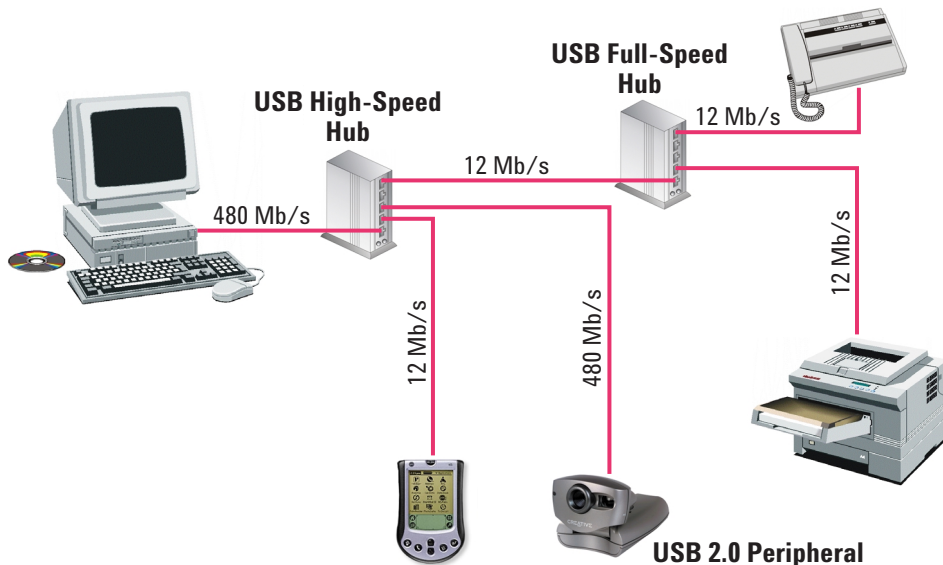 USB Full-Speed
Hub
USB High-Speed
Hub
12 Mb/s
12 Mb/s
480 Mb/s
12 Mb/s
12 Mb/s
480 Mb/s
CREATIVE
USB 2.0 Peripheral